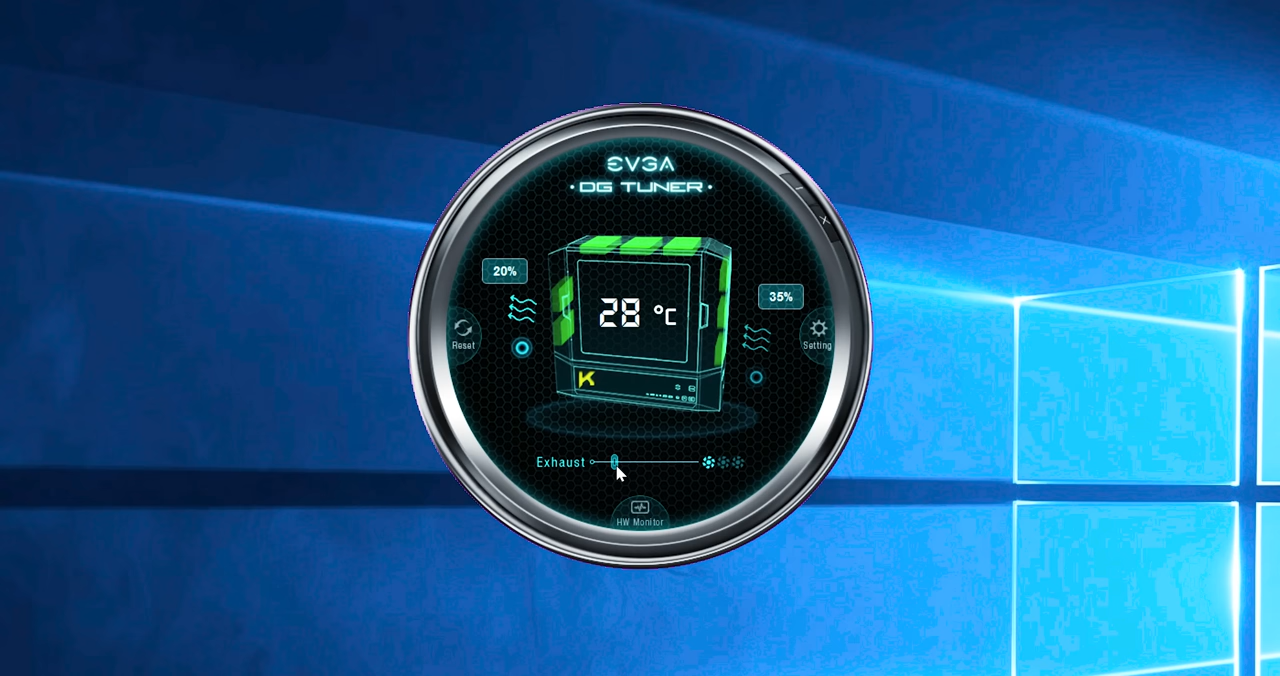 EVGA
• DG TUNER •
20%
35%
28 °C
Reset
Setting
K
Exhaust
HW Monitor